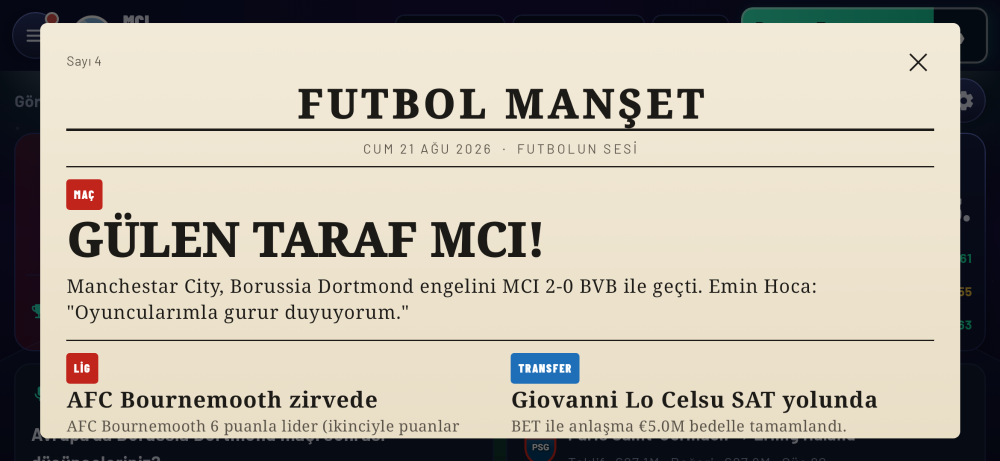 MCI
Sayı 4
FUTBOL MANŞET
CUM 21 AĞU 2026 · FUTBOLUN SESİ
MAÇ
GÜLEN TARAF MCI!
Manchestar City, Borussia Dortmond engelini MCI 2-0 BVB ile geçti. Emin Hoca:
"Oyuncularımla gurur duyuyorum."
LİG
AFC Bournemooth zirvede
AFC Bournemooth 6 puanla lider (ikinciyle puanlar
TRANSFER
Giovanni Lo Celsu SAT yolunda
BET ile anlaşma €5.0M bedelle tamamlandı.
PSG